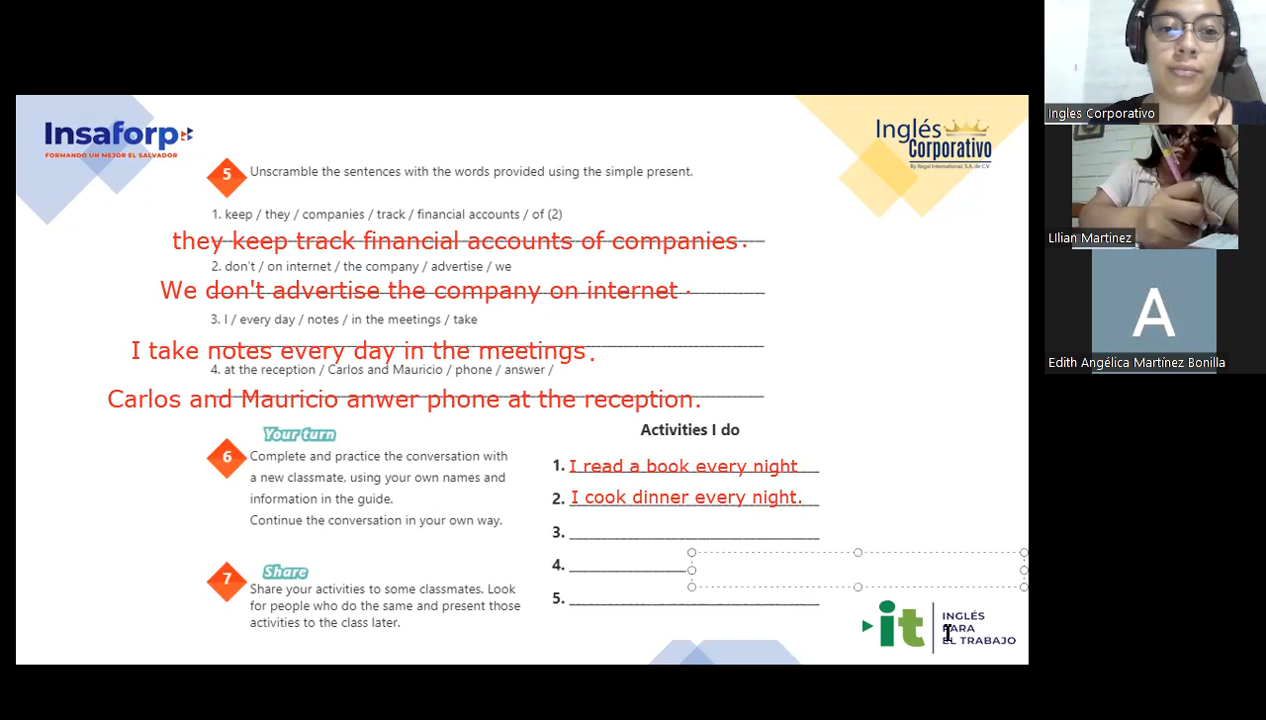 Insaforp
FORMANDO UN MEJOR EL SALVADOR
Inglés
Corporativo
By Regal International, S.A. de C.V.
5 Unscramble the sentences with the words provided using the simple present.
1. keep / they / companies / track / financial accounts / of (2)
they keep track financial accounts of companies.
2. don't / on internet / the company / advertise / we
We don't advertise the company on internet .
3. I / every day / notes / in the meetings / take
I take notes every day in the meetings.
4. at the reception / Carlos and Mauricio / phone / answer /
Carlos and Mauricio anwer phone at the reception.
6 Your turn
Complete and practice the conversation with
a new classmate, using your own names and
information in the guide.
Continue the conversation in your own way.
7 Share
Share your activities to some classmates. Look
for people who do the same and present those
activities to the class later.
Activities I do
1. I read a book every night
2. I cook dinner every night.
3.
4.
5.
it
INGLÉS
PARA
EL TRABAJO
Ingles Corporativo
LIlian Martinez
A
Edith Angélica Martínez Bonilla